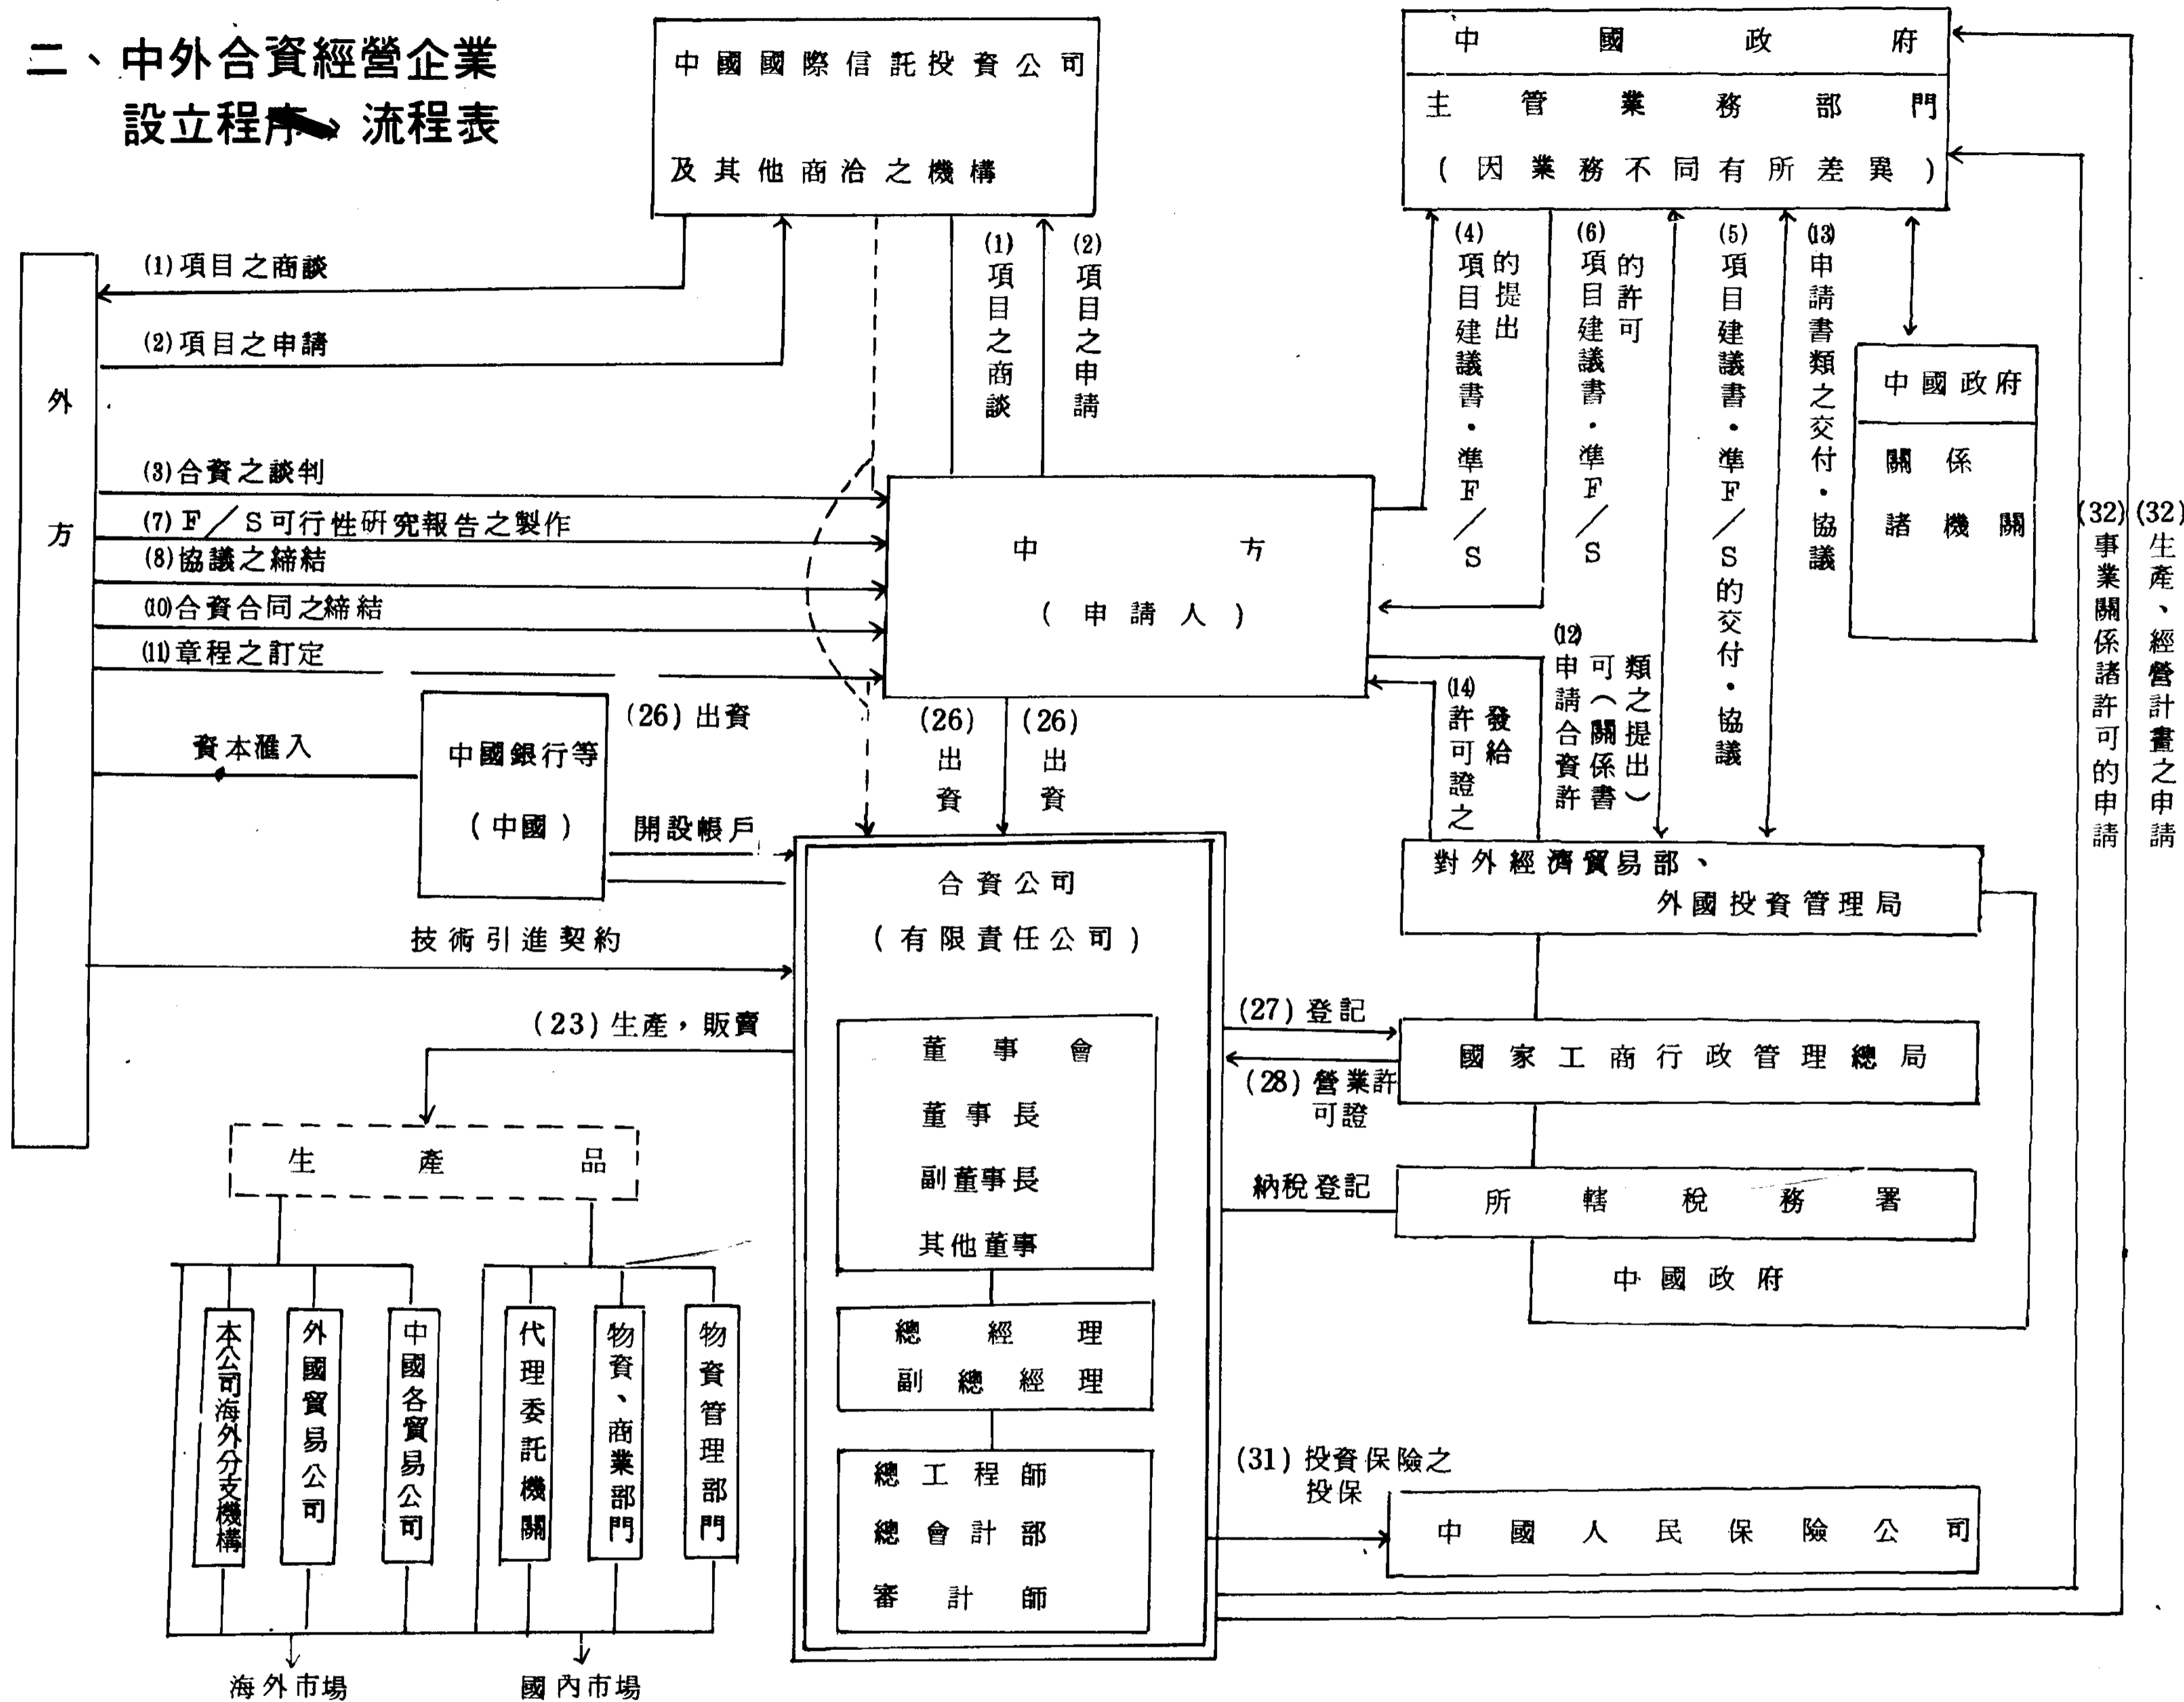 二、中外合資經營企業
設立程序 流程表
中國國際信託投資公司
及其他商洽之機構
中國政府
主管業務部門
(因業務不同有所差異)
外方
(1)項目之商談
(2)項目之申請
(1)項目之商談
(2)項目之申請
(4)項目建議書・準F/S
的提出
(6)項目建議書・準F/S
的許可
(5)項目建議書・準F/S的交付・協議
(13)申請書類之交付・協議
中國政府
關係
諸機關
(32)事業關係諸許可的申請
(32)生產、經營計畫之申請
(3)合資之談判
(7)F/S可行性研究報告之製作
(8)協議之締結
(10)合資合同之締結
(11)章程之訂定
中方
(申請人)
(14)許可證之
發給
(12)申請合資許
可(關係書
類之提出)
(26)出資
(26)出資
(26)出資
資本滙入
中國銀行等
(中國)
開設帳戶
技術引進契約
(23)生產,販賣
合資公司
(有限責任公司)
董事會
董事長
副董事長
其他董事
總經理
副總經理
總工程師
總會計部
審計師
對外經濟貿易部、
外國投資管理局
(27)登記
國家工商行政管理總局
(28)營業許
可證
納稅登記
所轄稅務署
中國政府
(31)投資保險之
投保
中國人民保險公司
生產品
本公司海外分支機構
外國貿易公司
中國各貿易公司
代理委託機關
物資、商業部門
物資管理部門
海外市場
國內市場